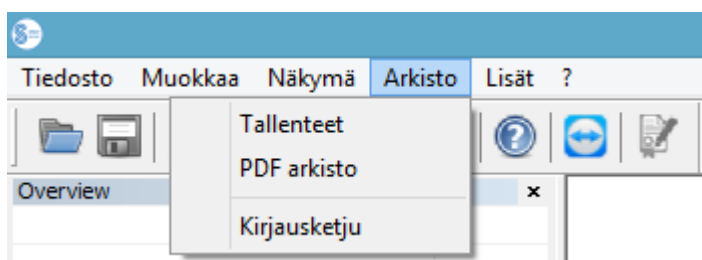 Tiedosto Muokkaa Näkymä Arkisto Lisät ?
Tallenteet
PDF arkisto
Overview
Kirjausketju